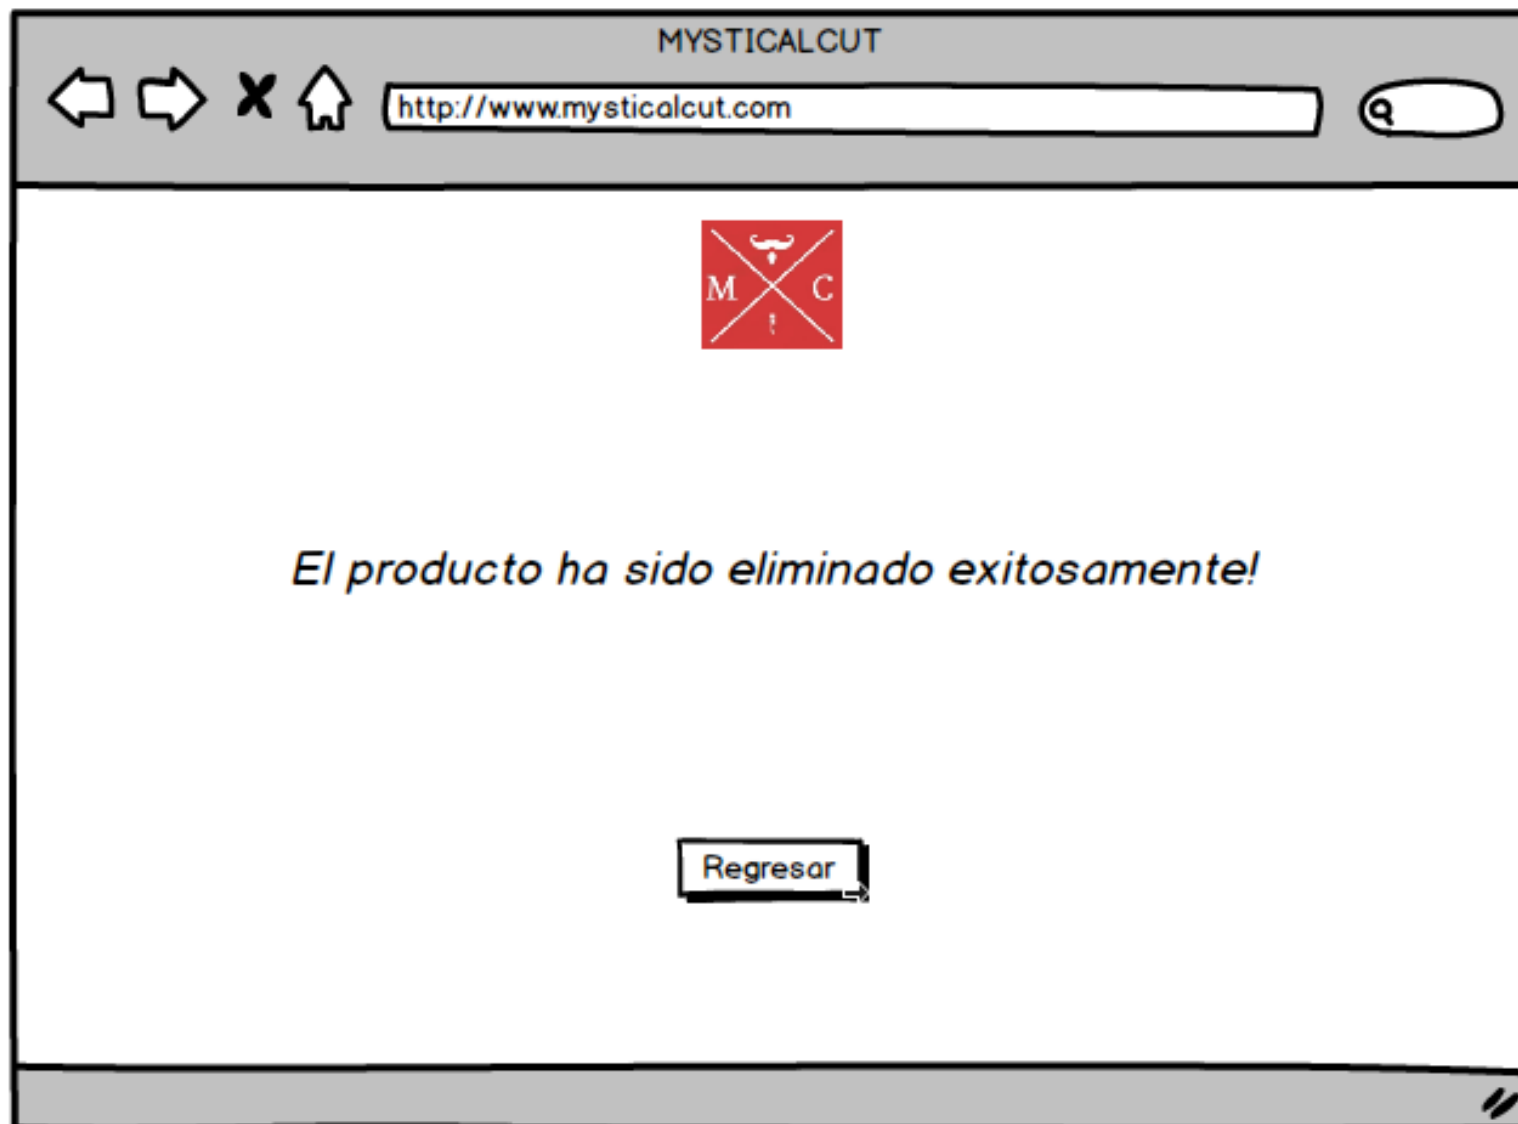 MYSTICALCUT
http://www.mysticalcut.com
M C
El producto ha sido eliminado exitosamente!
Regresar